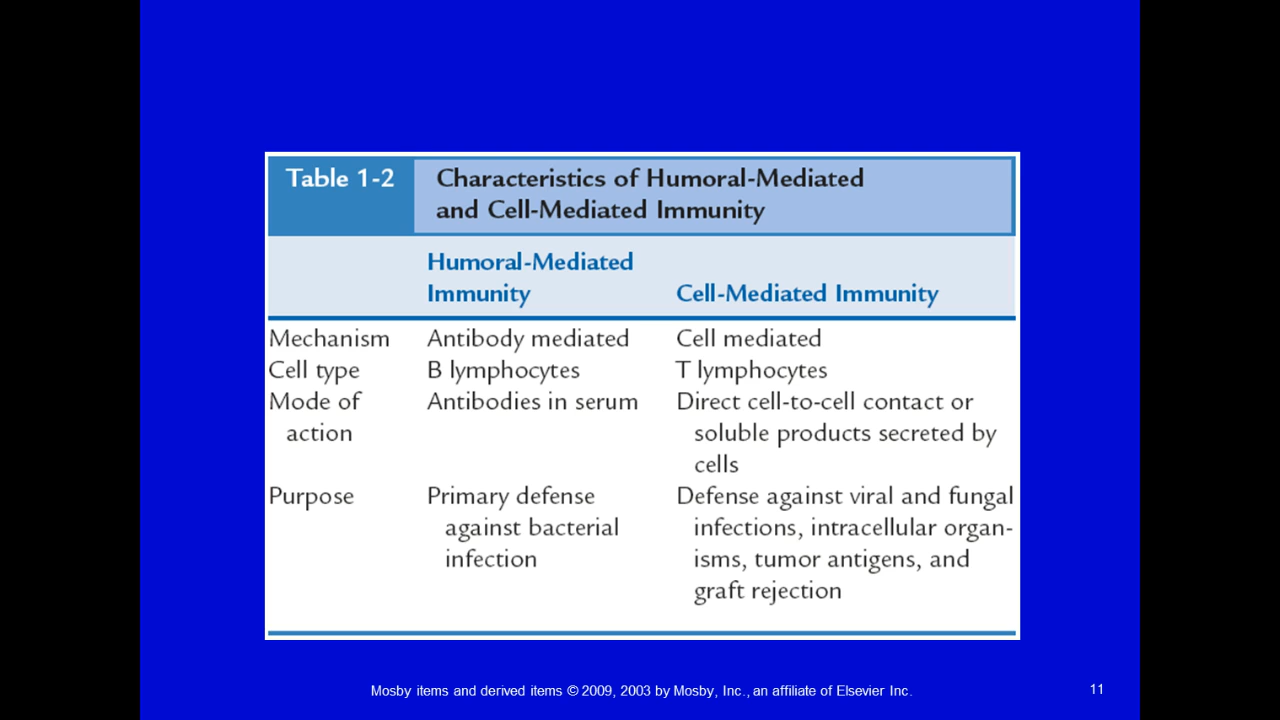 Table 1-2
Characteristics of Humoral-Mediated
and Cell-Mediated Immunity
Humoral-Mediated
Immunity
Cell-Mediated Immunity
Mechanism Antibody mediated Cell mediated
Cell type B lymphocytes T lymphocytes
Mode of Antibodies in serum Direct cell-to-cell contact or
action soluble products secreted by
cells
Purpose Primary defense Defense against viral and fungal
against bacterial infections, intracellular organ-
infection isms, tumor antigens, and
graft rejection
Mosby items and derived items © 2009, 2003 by Mosby, Inc., an affiliate of Elsevier Inc.
11